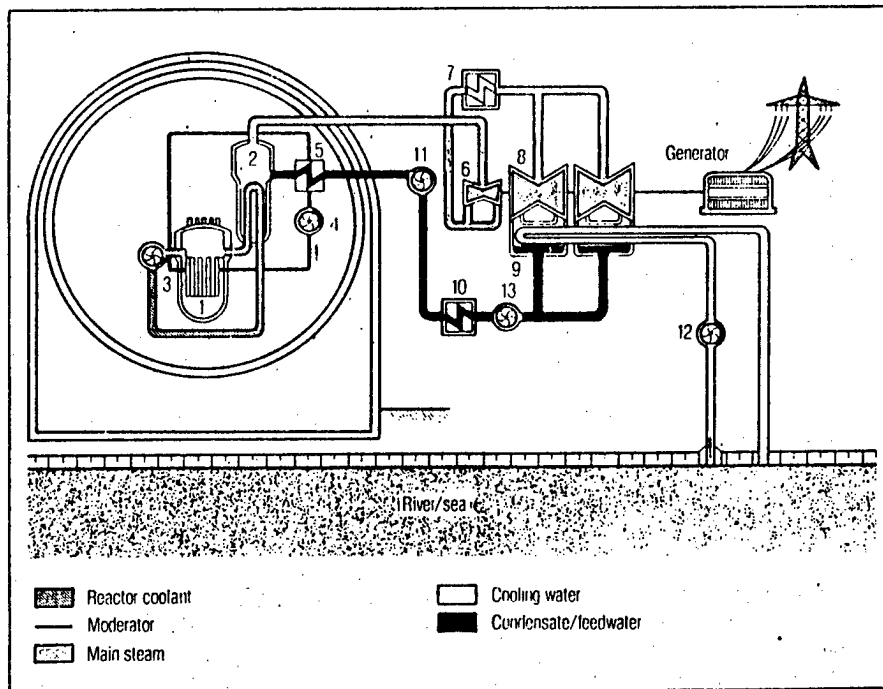 7
2
5
11
8
6
Generator
4
3
1
9
10
13
12
River/sea
Reactor coolant
Moderator
Main steam
Cooling water
Condensate/feedwater